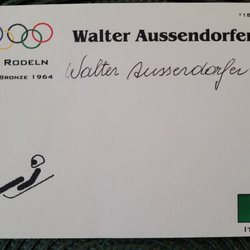 Walter Aussendorfer
RODELN
BRONZE 1964
Walter Aussendorfer